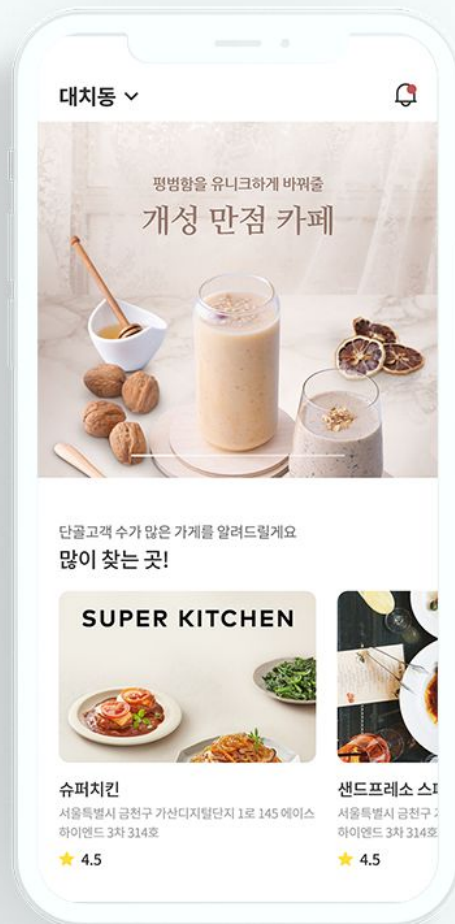 대치동
평범함을 유니크하게 바꿔줄
개성 만점 카페
단골고객 수가 많은 가게를 알려드릴게요
많이 찾는 곳!
SUPER KITCHEN
슈퍼치킨
서울특별시 금천구 가산디지털단지 1로 145 에이스
하이엔드 3차 314호
4.5
샌드프레소
서울특별시 금천구
하이엔드 3차 314호
4.5